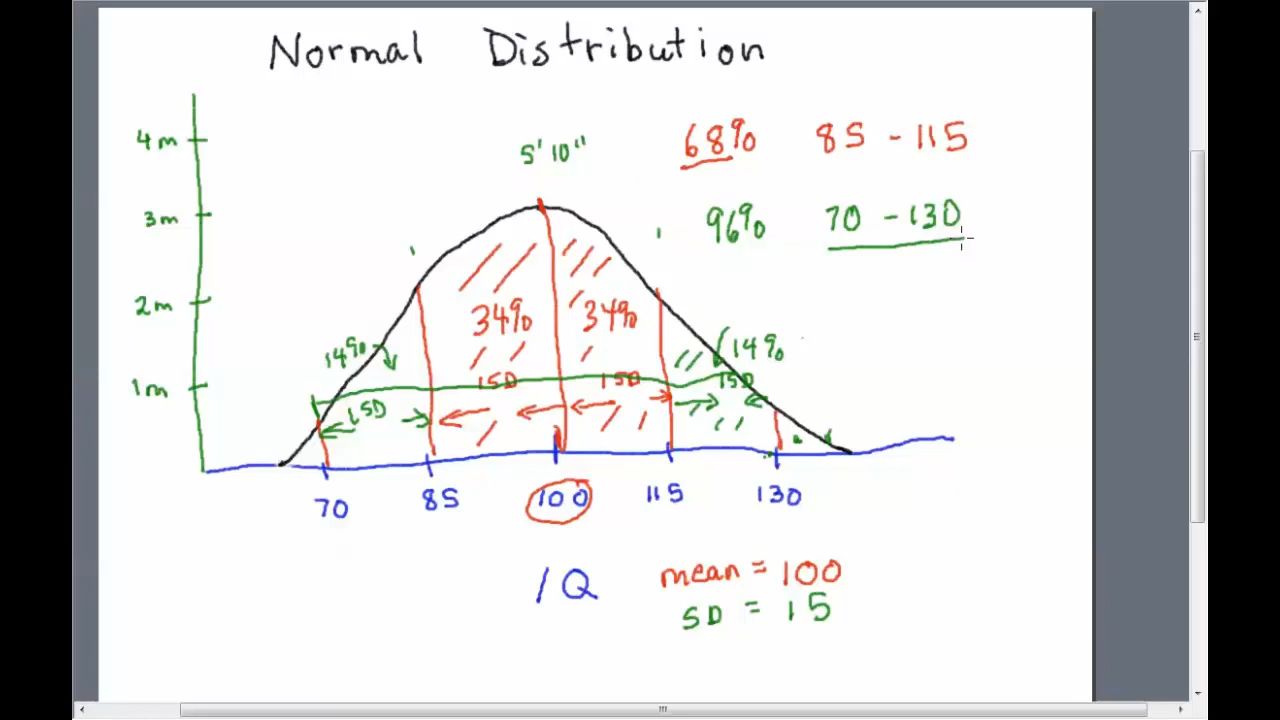 Normal Distribution
4m
5'10"
68% 85 - 115
3m
96% 70 - 130
2m
34% 34%
14% 14%
1m
1SD 1SD 1SD
1SD
70 85 100 115 130
IQ
mean = 100
SD = 15